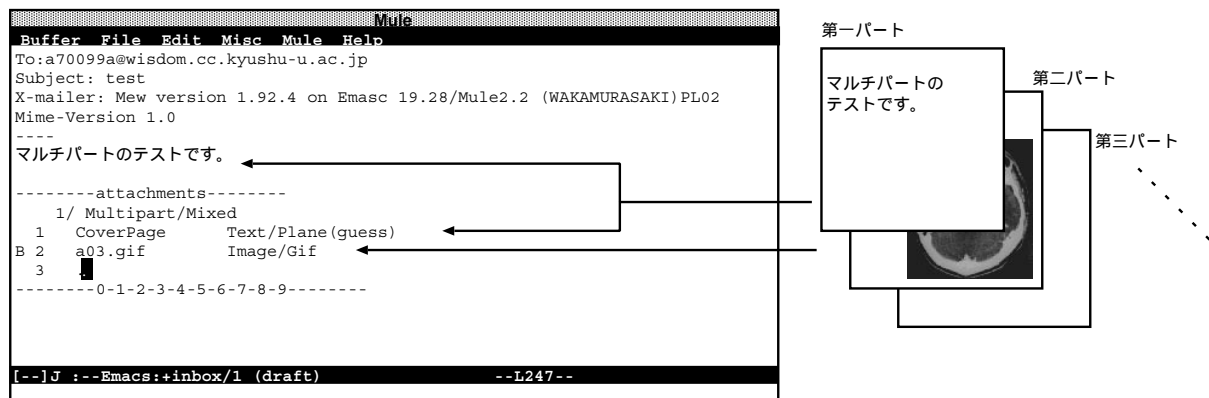 Mule
Buffer File Edit Misc Mule Help
To:a70099a@wisdom.cc.kyushu-u.ac.jp
Subject: test
X-mailer: Mew version 1.92.4 on Emasc 19.28/Mule2.2 (WAKAMURASAKI)PL02
Mime-Version 1.0
----
マルチパートのテストです。
--------attachments--------
1/ Multipart/Mixed
1 CoverPage Text/Plane(guess)
B 2 a03.gif Image/Gif
3 .
--------0-1-2-3-4-5-6-7-8-9--------
[--]J :--Emacs:+inbox/1 (draft) --L247--
第一パート
マルチパートの
テストです。
第二パート
第三パート